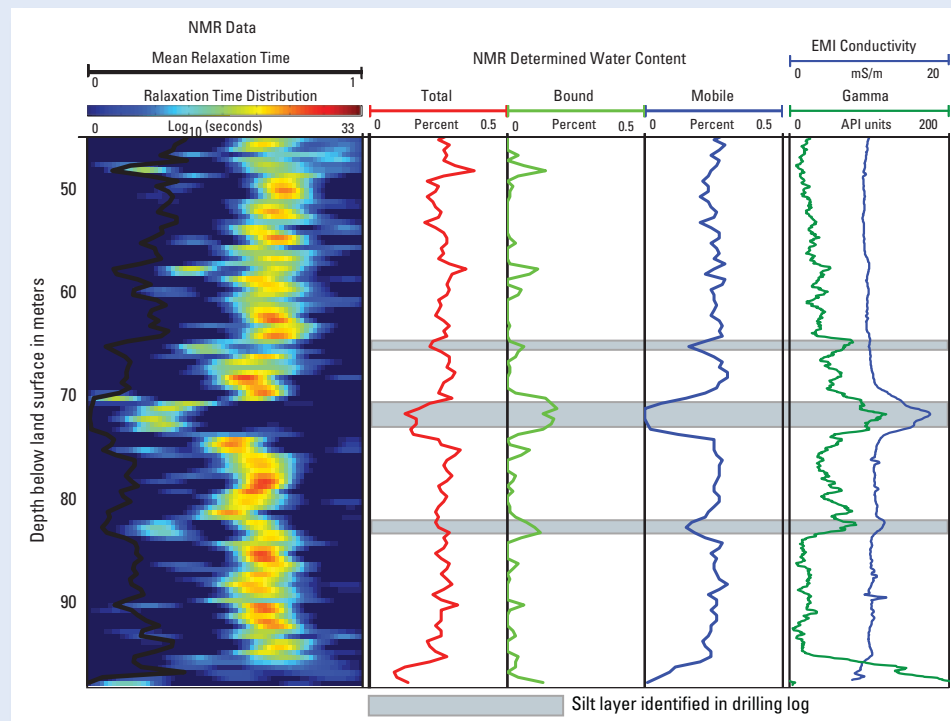 NMR Data
Mean Relaxation Time
0 1
Ralaxation Time Distribution
0 Log10 (seconds) 33
NMR Determined Water Content
Total
0 Percent 0.5
Bound
0 Percent 0.5
Mobile
0 Percent 0.5
EMI Conductivity
0 mS/m 20
Gamma
0 API units 200
Depth below land surface in meters
50
60
70
80
90
Silt layer identified in drilling log